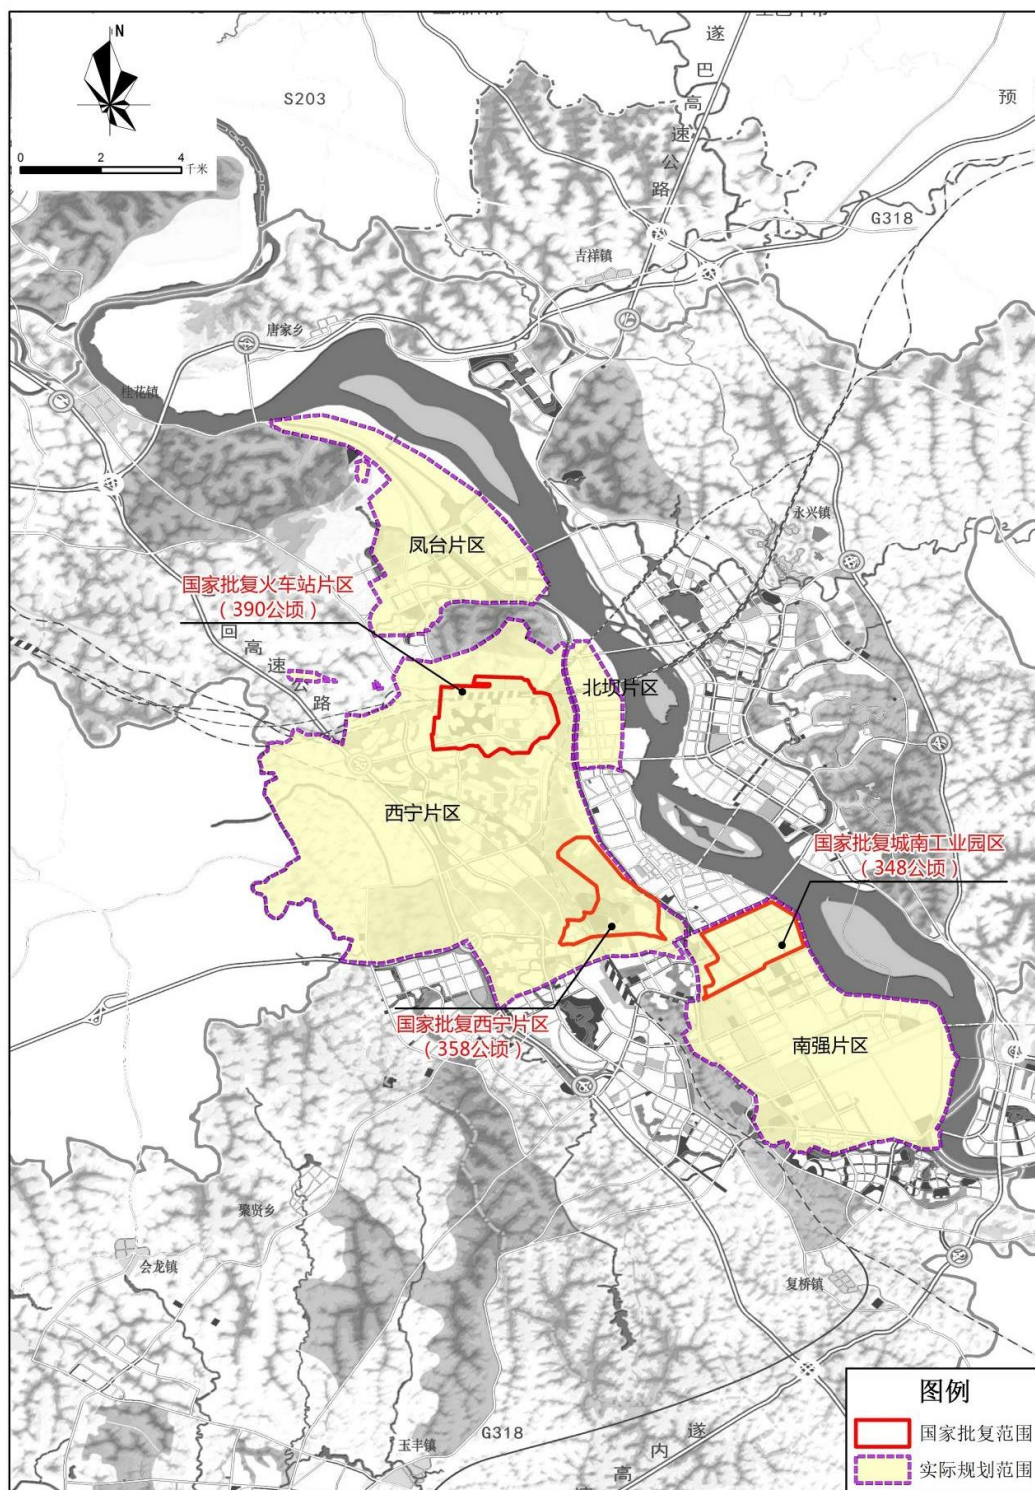 N
0 2 4
千米
S203
遂巴高速公路
预
G318
吉祥镇
唐家乡
桂花镇
永兴镇
凤台片区
国家批复火车站片区
(390公顷)
回高速公路
北坝片区
西宁片区
国家批复城南工业园区
(348公顷)
国家批复西宁片区
(358公顷)
南强片区
聚贤乡
会龙镇
复桥镇
玉丰镇
G318
遂
内
高
图例
国家批复范围
实际规划范围